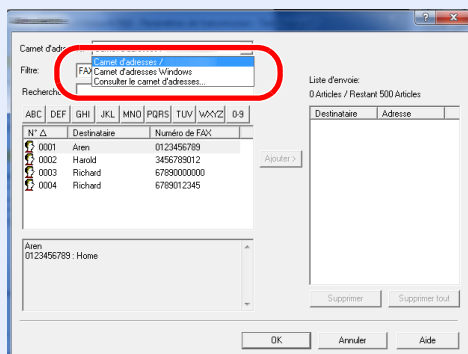 Carnet d'adre
Carnet d'adresses /
Carnet d'adresses Windows
Consulter le carnet d'adresses...
Filtre:
FAX
Recherche
ABC DEF GHI JKL MNO PQRS TUV WXYZ 0-9
N° Destinataire Numéro de FAX
0001 Aren 0123456789
0002 Harold 3456789012
0003 Richard 67890000000
0004 Richard 6789012345
Aren
0123456789 : Home
Ajouter >
Liste d'envoie:
0 Articles / Restant 500 Articles
Destinataire Adresse
Supprimer Supprimer tout
OK Annuler Aide